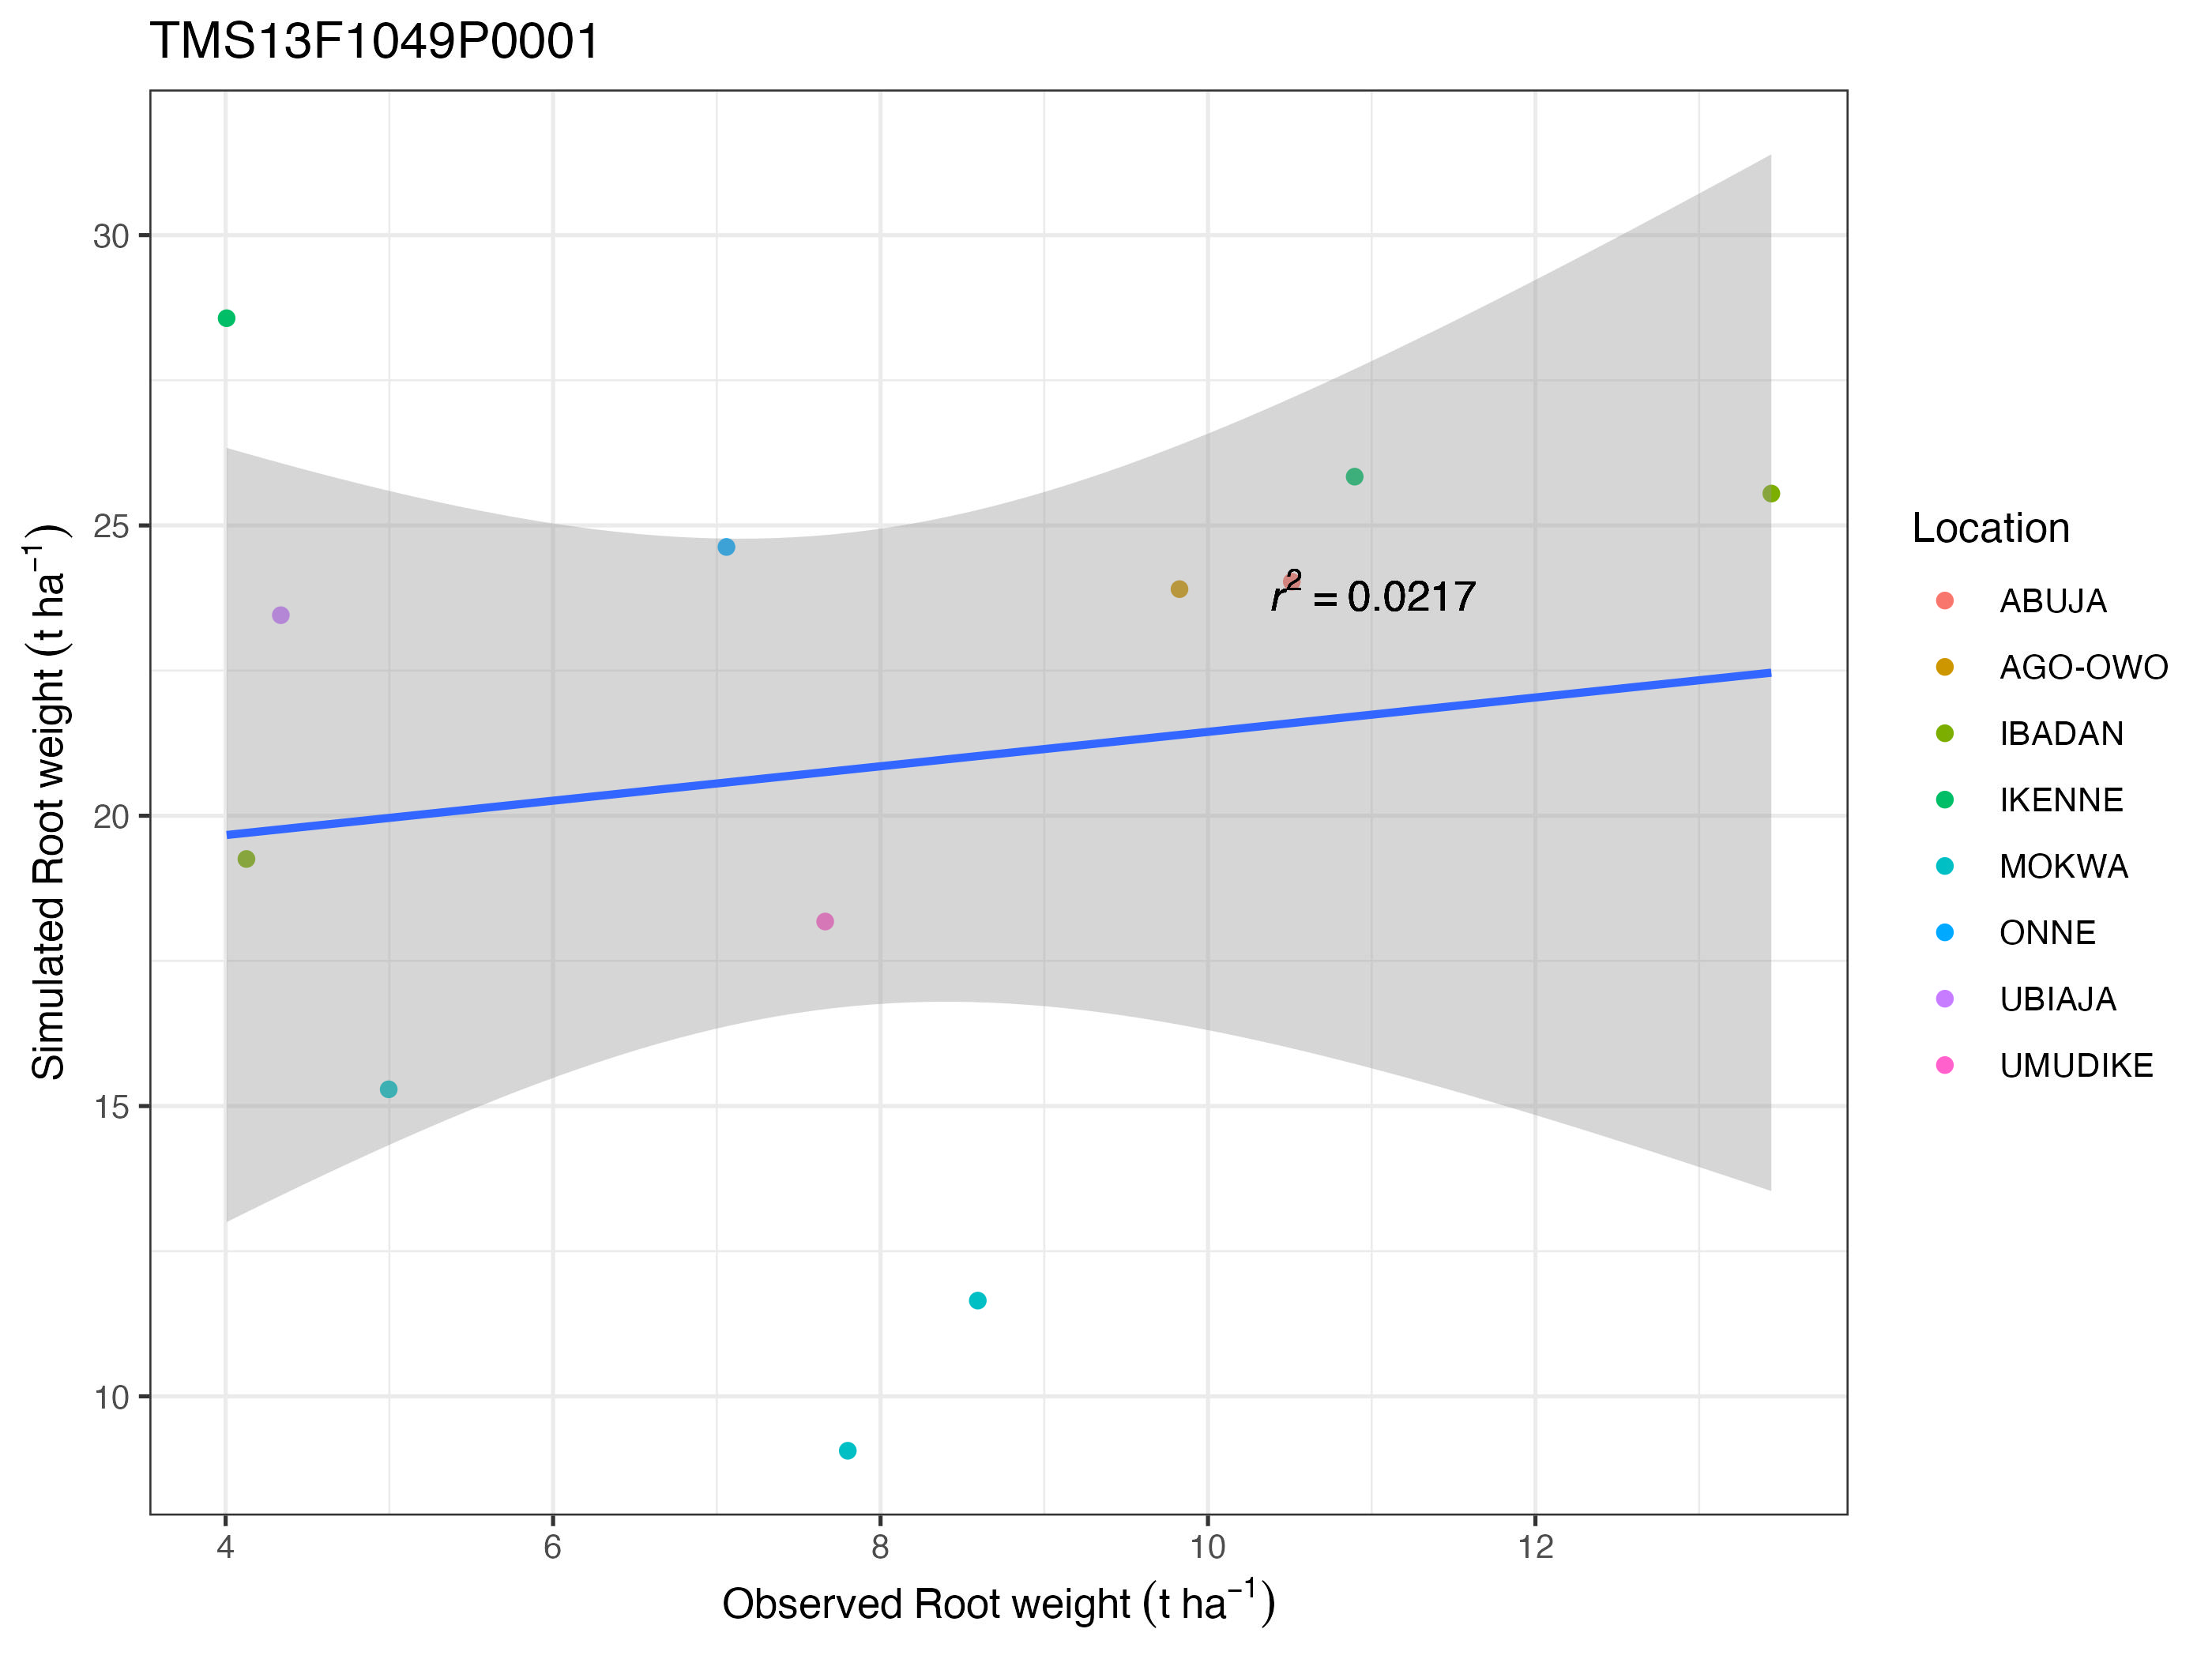 TMS13F1049P0001
30
25
20
15
10
Simulated Root weight (t ha⁻¹)
r² = 0.0217
4 6 8 10 12
Observed Root weight (t ha⁻¹)
Location
ABUJA
AGO-OWO
IBADAN
IKENNE
MOKWA
ONNE
UBIAJA
UMUDIKE